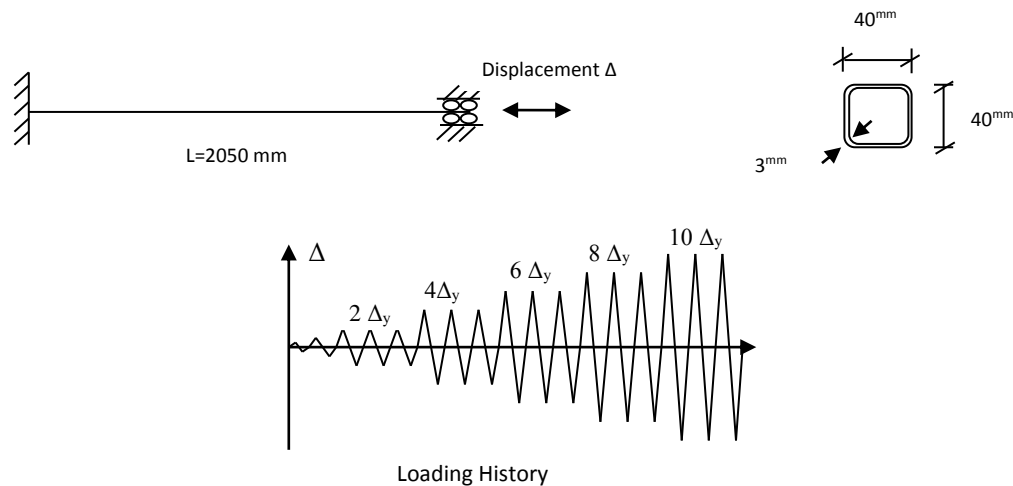 40mm
Displacement Δ
40mm
L=2050 mm
3mm
Δ
2 Δy
4Δy
6 Δy
8 Δy
10 Δy
Loading History